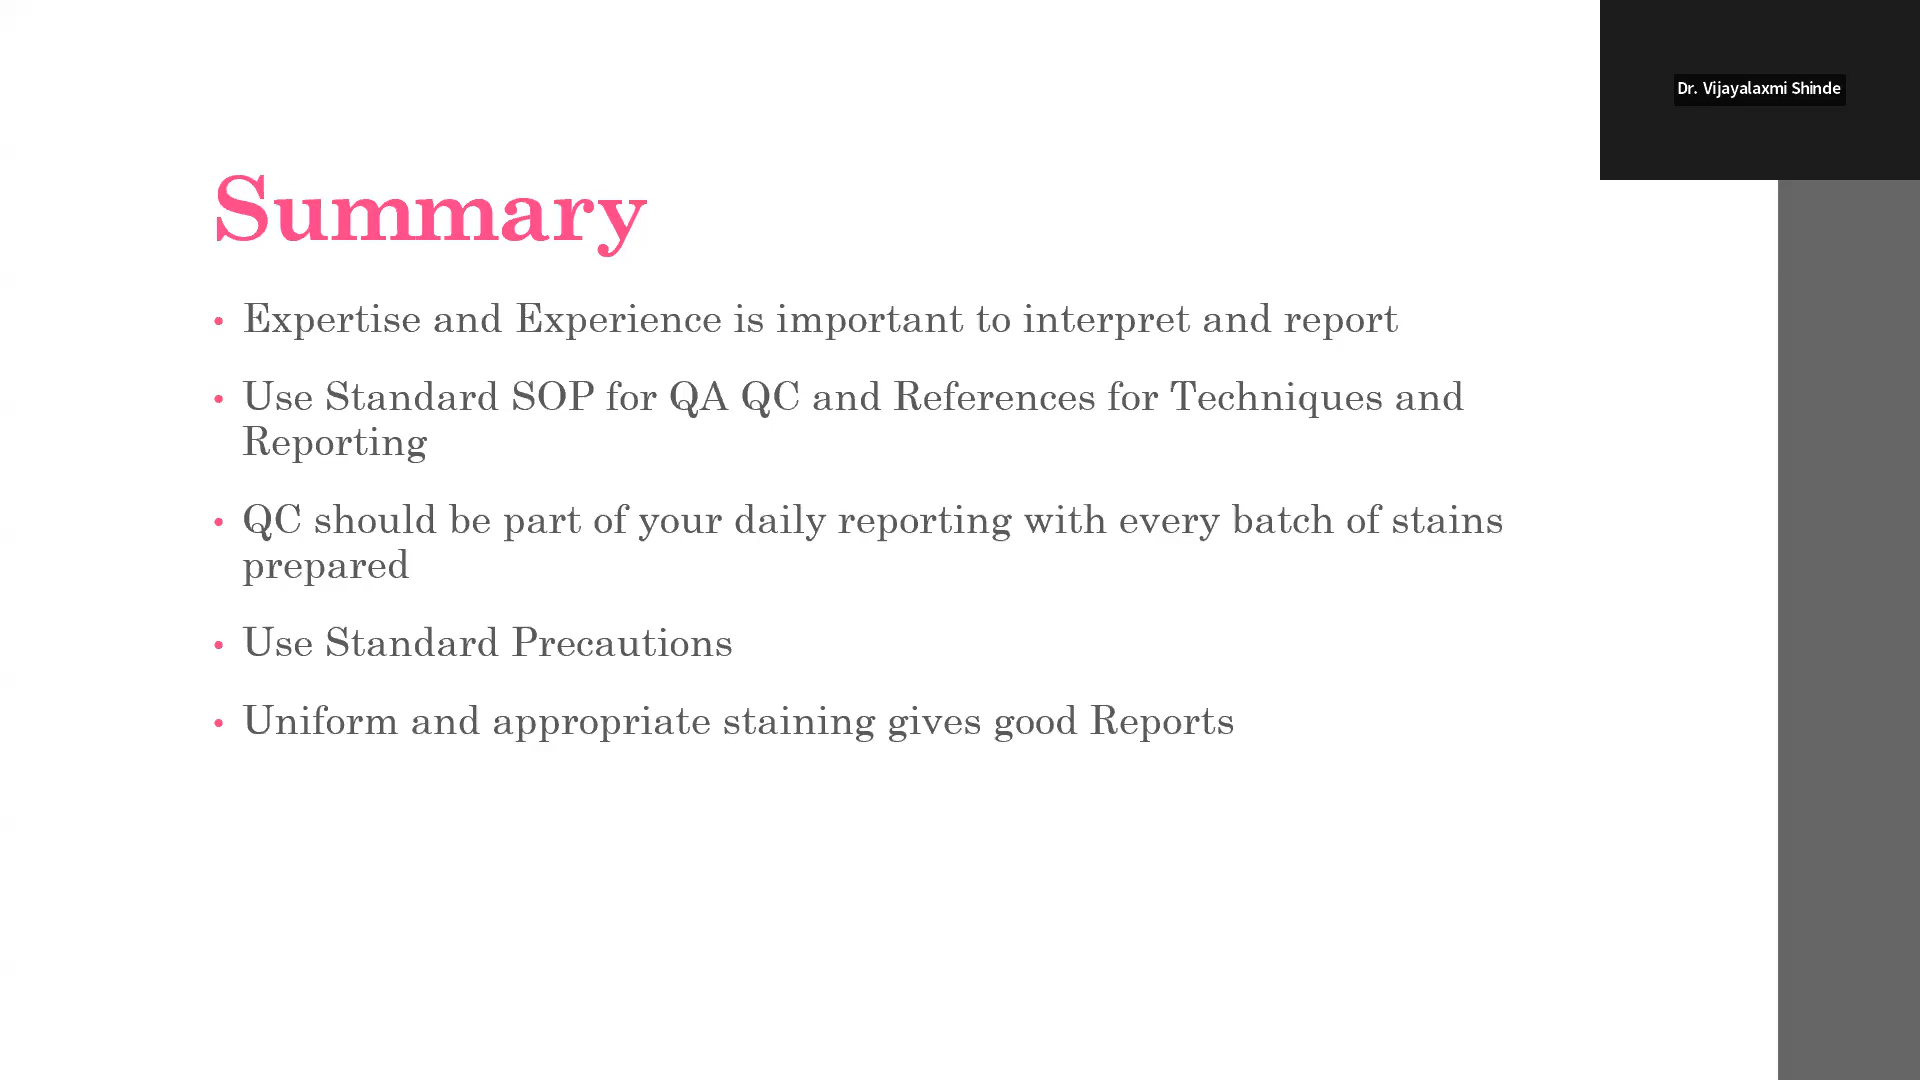 Dr. Vijayalaxmi Shinde
Summary
• Expertise and Experience is important to interpret and report
• Use Standard SOP for QA QC and References for Techniques and
Reporting
• QC should be part of your daily reporting with every batch of stains
prepared
• Use Standard Precautions
• Uniform and appropriate staining gives good Reports